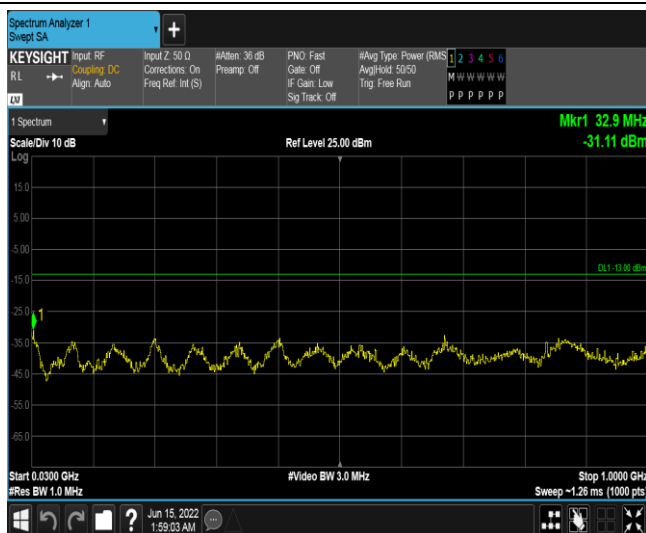 Spectrum Analyzer 1
Swept SA
KEYSIGHT
RL
LXI
Input: RF
Coupling: DC
Align: Auto
Input Z: 50 Ω
Corrections: On
Freq Ref: Int (S)
#Atten: 36 dB
Preamp: Off
PNO: Fast
Gate: Off
IF Gain: Low
Sig Track: Off
#Avg Type: Power (RMS
Avg|Hold: 50/50
Trig: Free Run
1 2 3 4 5 6
M W W W W W
P P P P P P
1 Spectrum
Mkr1 32.9 MHz
-31.11 dBm
Scale/Div 10 dB
Ref Level 25.00 dBm
Log
15.0
5.00
-5.00
DL1 -13.00 dBm
-15.0
-25.0
1
-35.0
-45.0
-55.0
-65.0
Start 0.0300 GHz
#Video BW 3.0 MHz
Stop 1.0000 GHz
#Res BW 1.0 MHz
Sweep ~1.26 ms (1000 pts)
?
Jun 15, 2022
1:59:03 AM